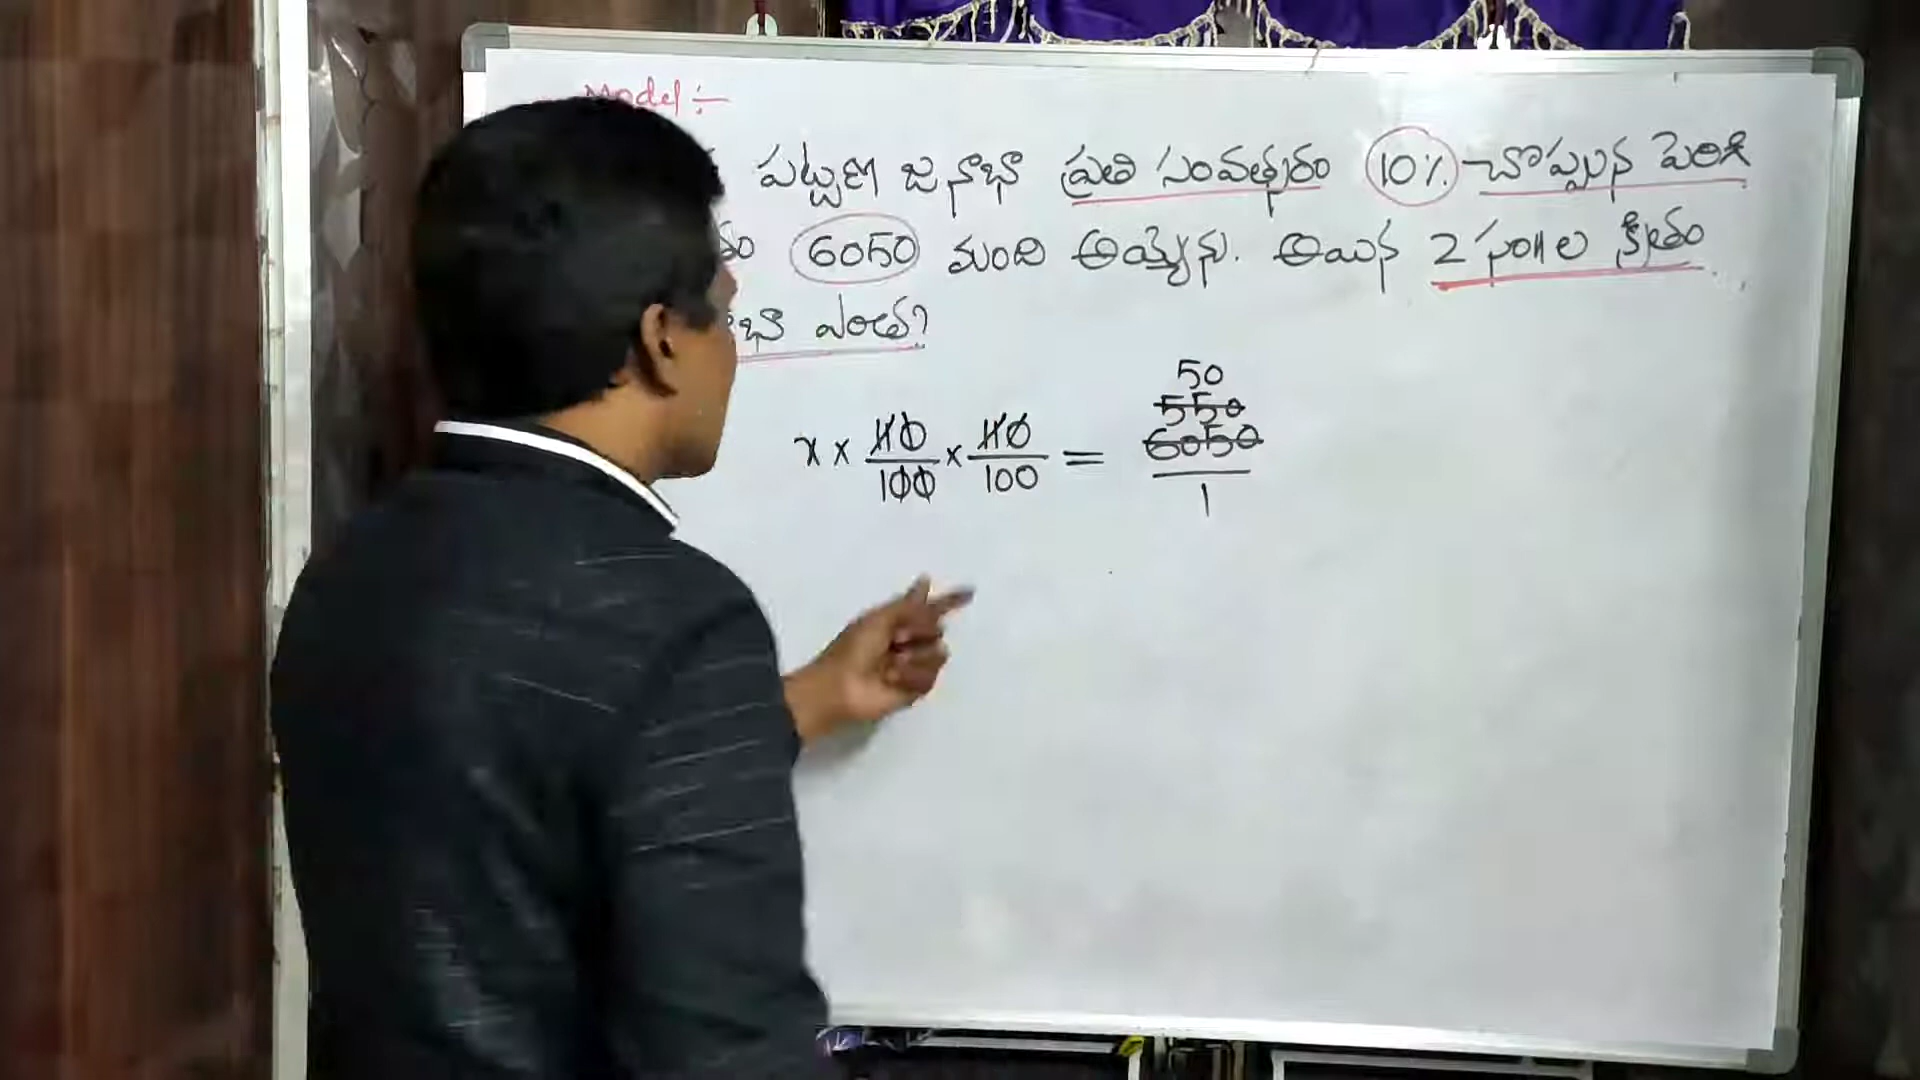 Model :-
పట్టణ జనాభా ప్రతి సంవత్సరం 10% చొప్పున పెరిగి
6050 మంది అయ్యెను. అయిన 2 సం॥ల క్రితం
ఎంత?
50
550
x × 110/100 × 110/100 = 6050/1